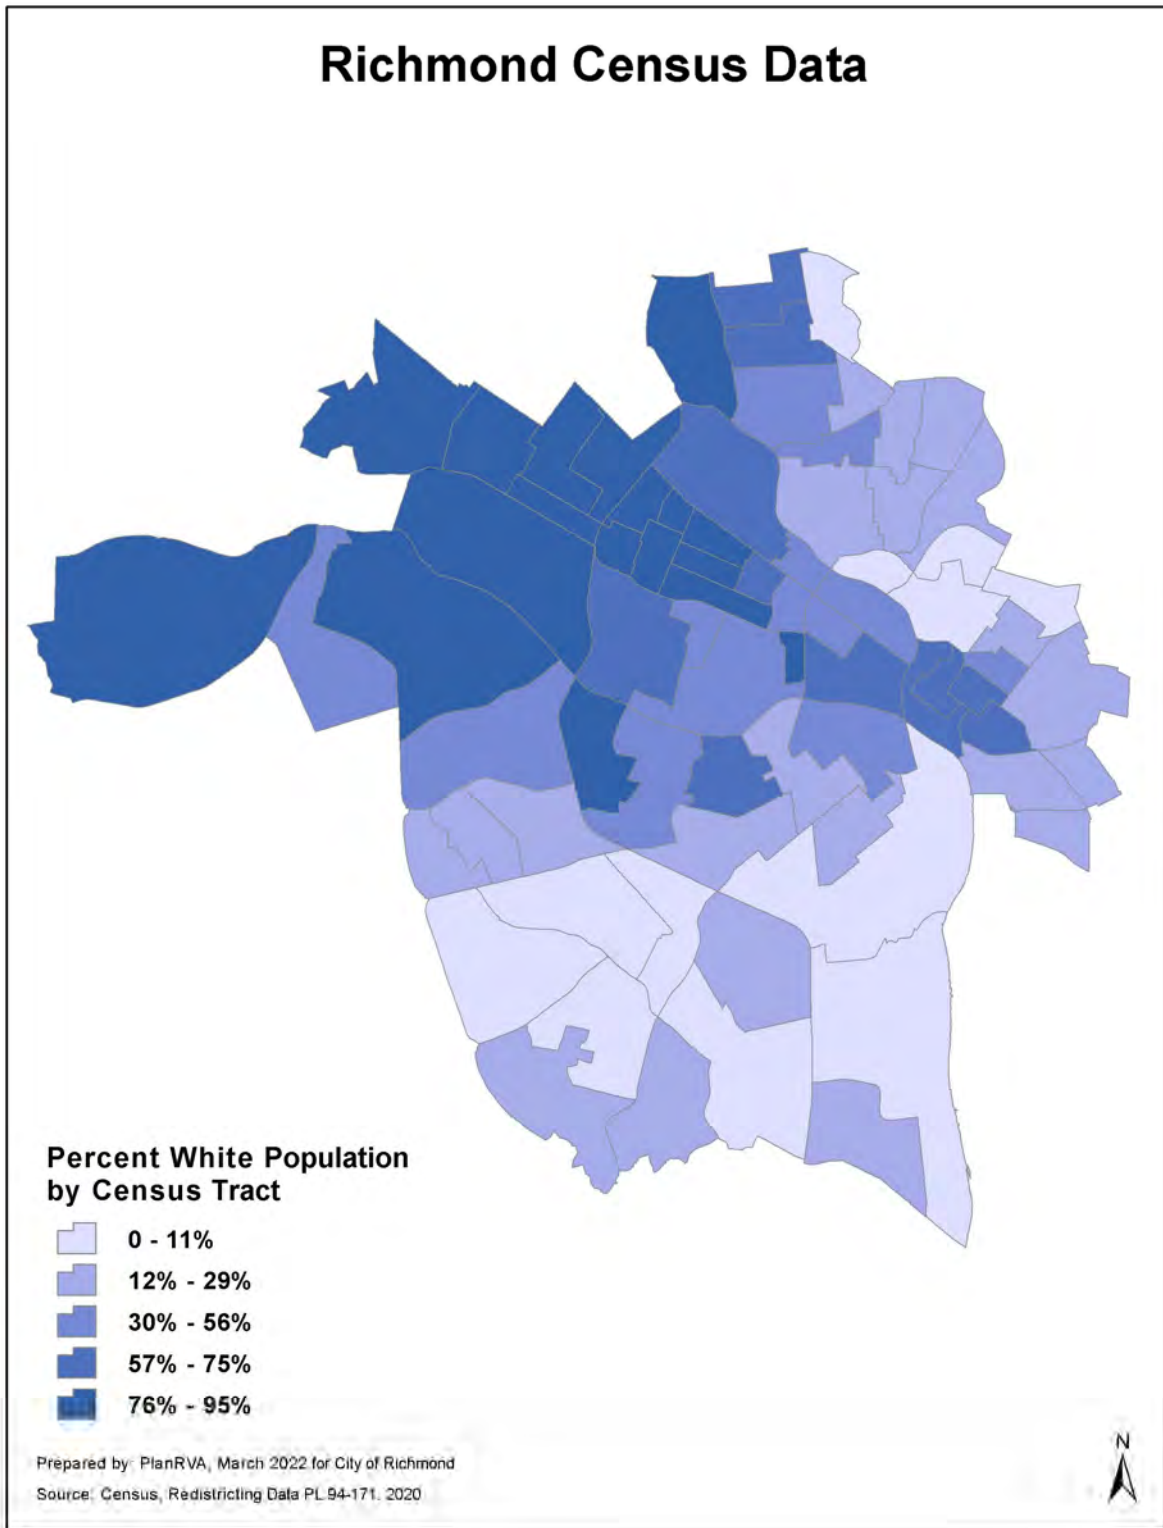 Richmond Census Data
Percent White Population
by Census Tract
0 - 11%
12% - 29%
30% - 56%
57% - 75%
76% - 95%
Prepared by: PlanRVA, March 2022 for City of Richmond
Source: Census, Redistricting Data PL 94-171, 2020
N